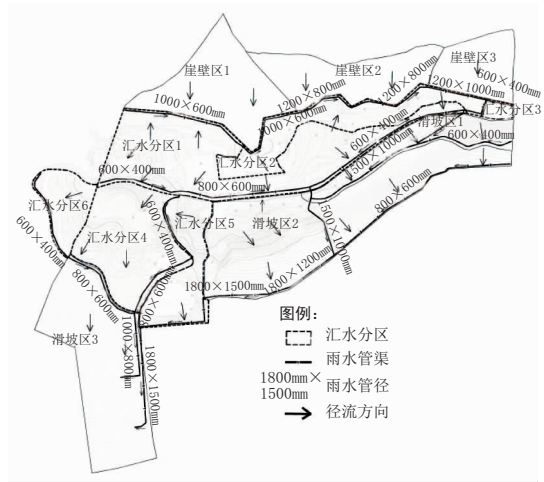 崖壁区1
崖壁区2
崖壁区3
1000×600mm
1200×800mm
1200×800mm
1200×1000mm
600×400mm
汇水分区3
1000×600mm
滑坡区1
600×400mm
600×400mm
1500×1000mm
汇水分区1
汇水分区2
600×400mm
800×600mm
800×600mm
汇水分区6
600×400mm
汇水分区4
600×400mm
汇水分区5
滑坡区2
1500×1000mm
800×600mm
800×600mm
1800×1500mm
1800×1200mm
滑坡区3
1000×800mm
1800×1500mm
图例：
汇水分区
雨水管渠
1800mm×
1500mm
雨水管径
径流方向